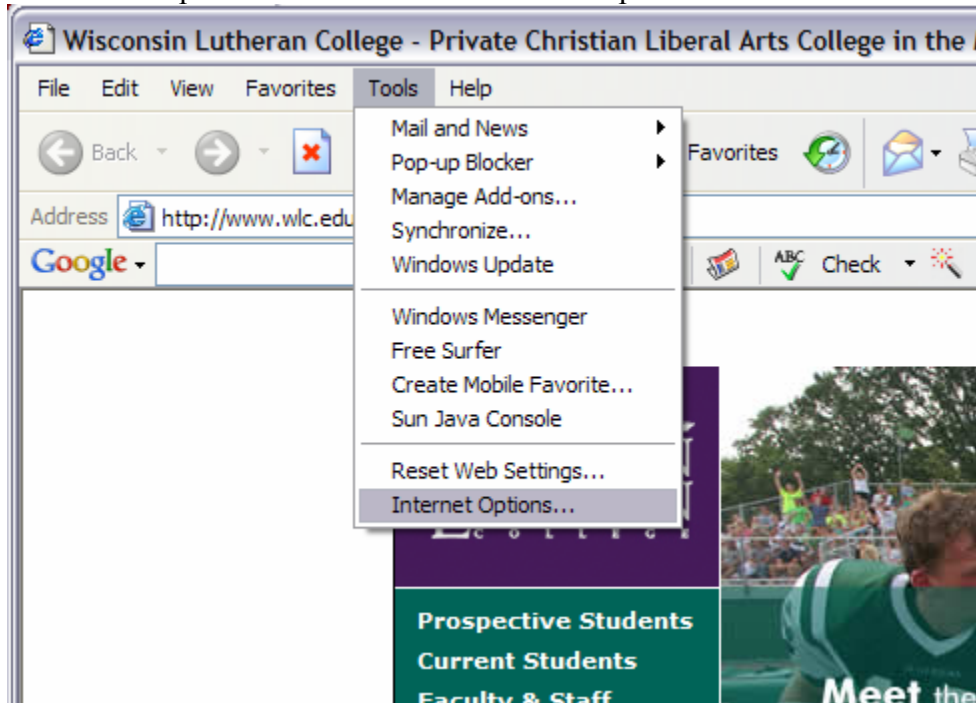 Wisconsin Lutheran College - Private Christian Liberal Arts College in the
File Edit View Favorites Tools Help
Back Favorites
Mail and News
Pop-up Blocker
Manage Add-ons...
Synchronize...
Windows Update
Windows Messenger
Free Surfer
Create Mobile Favorite...
Sun Java Console
Reset Web Settings...
Internet Options...
Address http://www.wlc.edu
Google ABC Check
COLLEGE
Prospective Students
Current Students
Faculty & Staff
Meet the